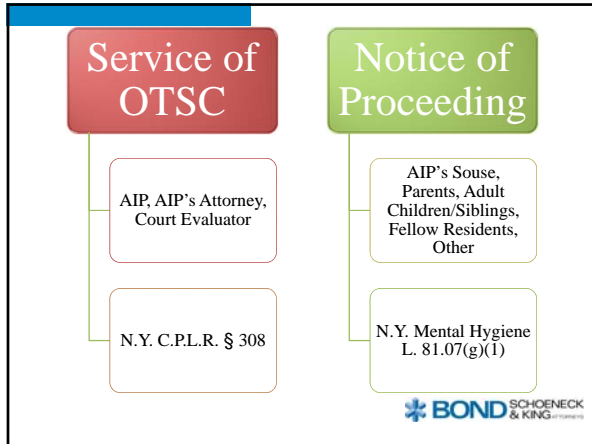 Service of
OTSC
AIP, AIP's Attorney,
Court Evaluator
N.Y. C.P.L.R. § 308
Notice of
Proceeding
AIP's Souse,
Parents, Adult
Children/Siblings,
Fellow Residents,
Other
N.Y. Mental Hygiene
L. 81.07(g)(1)
BOND SCHOENECK
& KING ATTORNEYS